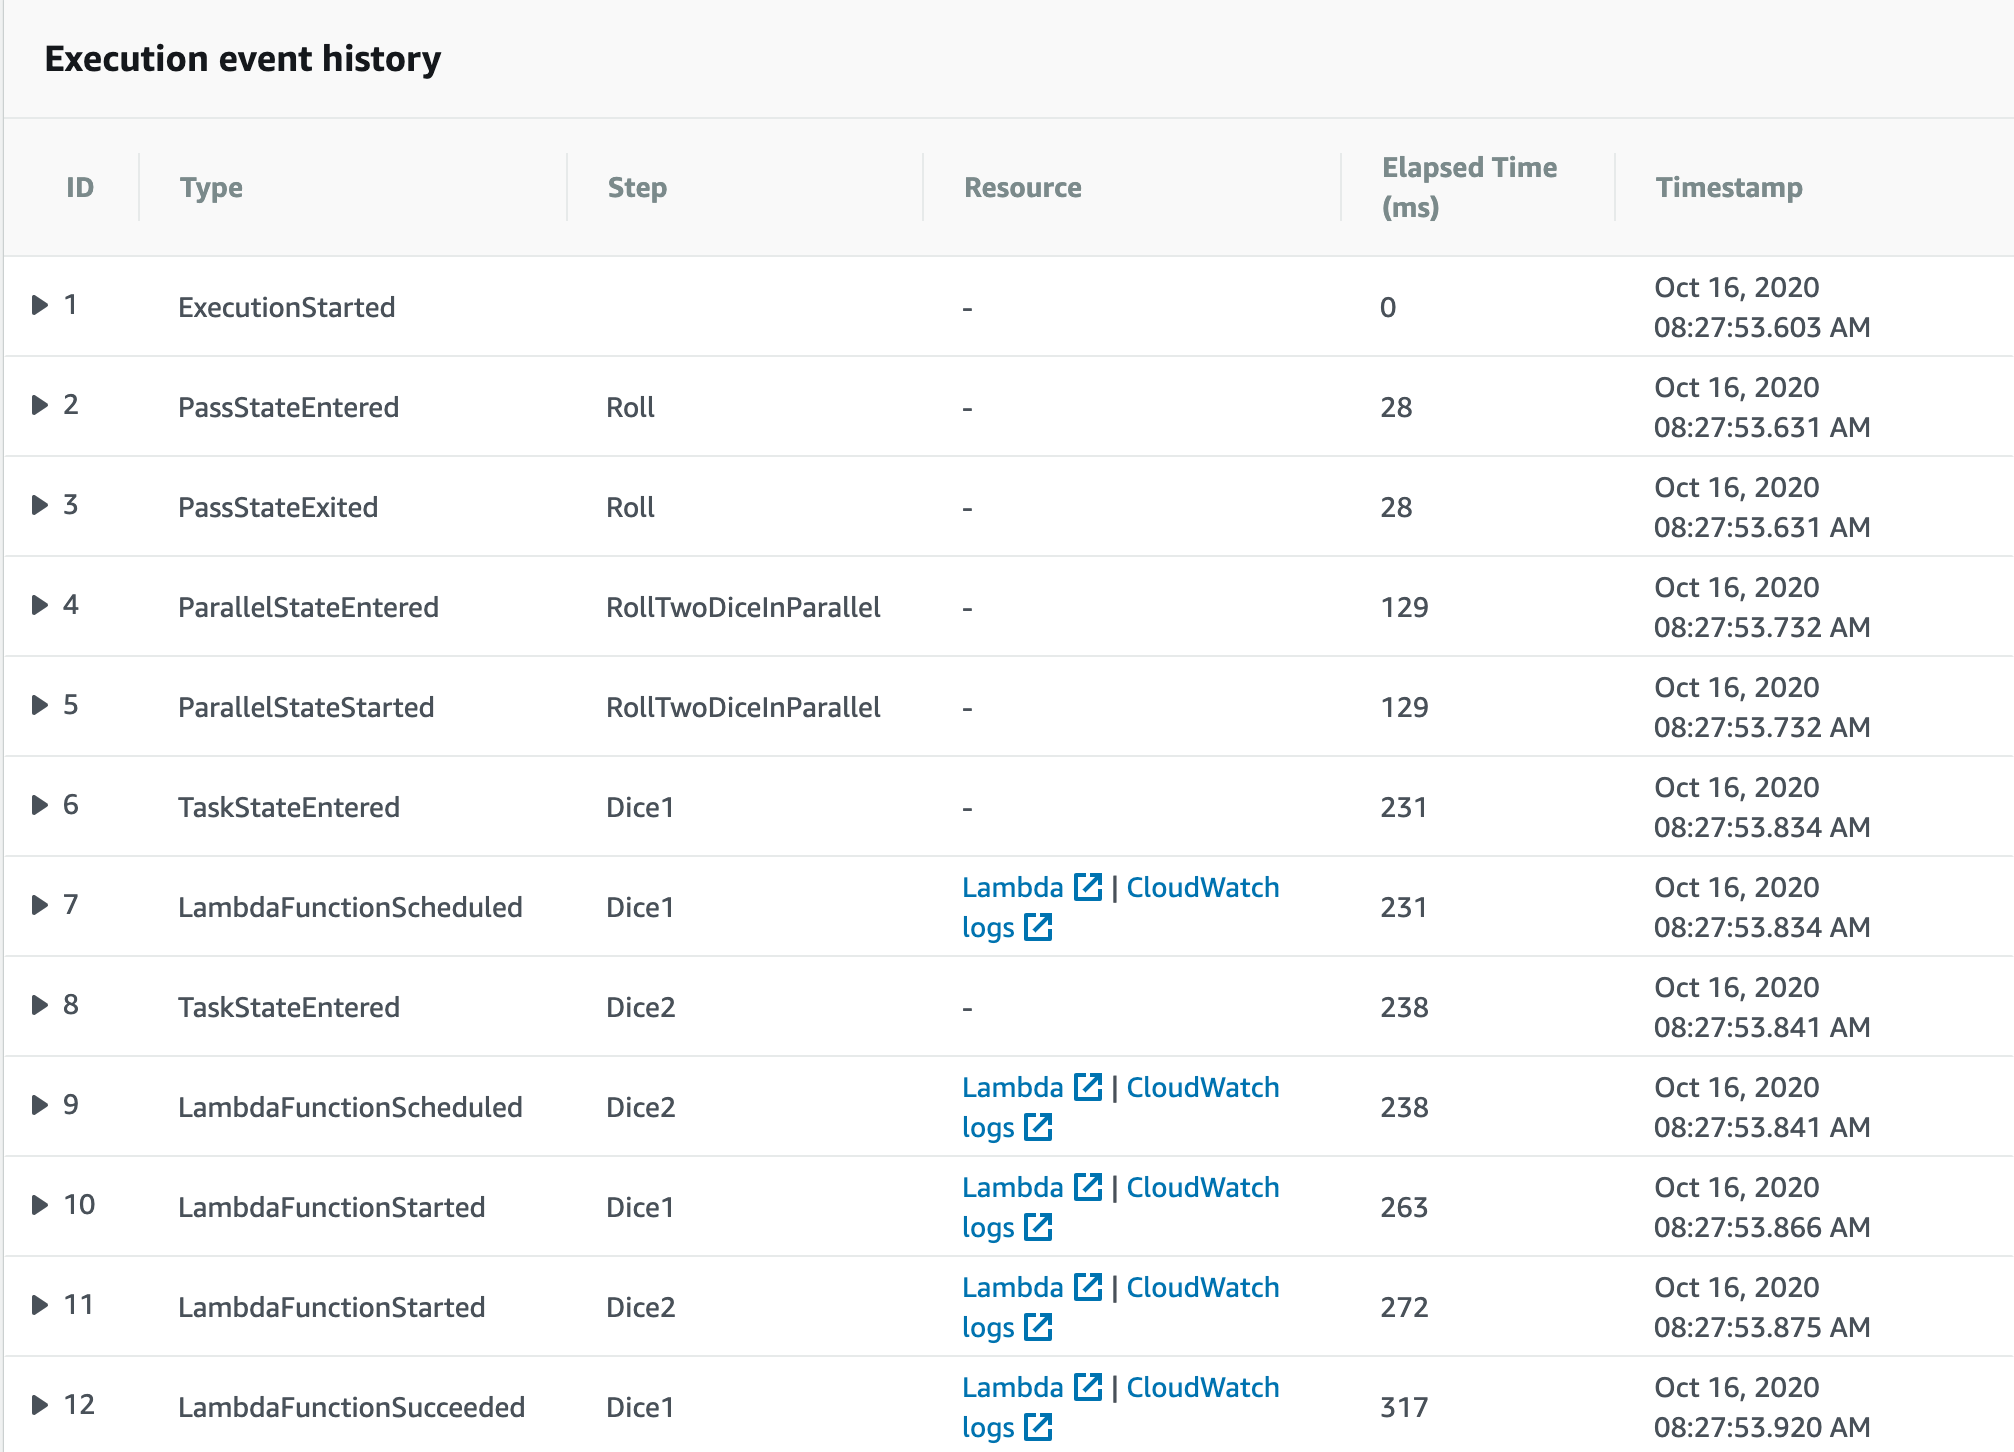 Execution event history
ID Type Step Resource Elapsed Time (ms) Timestamp
1 ExecutionStarted - 0 Oct 16, 2020 08:27:53.603 AM
2 PassStateEntered Roll - 28 Oct 16, 2020 08:27:53.631 AM
3 PassStateExited Roll - 28 Oct 16, 2020 08:27:53.631 AM
4 ParallelStateEntered RollTwoDiceInParallel - 129 Oct 16, 2020 08:27:53.732 AM
5 ParallelStateStarted RollTwoDiceInParallel - 129 Oct 16, 2020 08:27:53.732 AM
6 TaskStateEntered Dice1 - 231 Oct 16, 2020 08:27:53.834 AM
7 LambdaFunctionScheduled Dice1 Lambda | CloudWatch logs 231 Oct 16, 2020 08:27:53.834 AM
8 TaskStateEntered Dice2 - 238 Oct 16, 2020 08:27:53.841 AM
9 LambdaFunctionScheduled Dice2 Lambda | CloudWatch logs 238 Oct 16, 2020 08:27:53.841 AM
10 LambdaFunctionStarted Dice1 Lambda | CloudWatch logs 263 Oct 16, 2020 08:27:53.866 AM
11 LambdaFunctionStarted Dice2 Lambda | CloudWatch logs 272 Oct 16, 2020 08:27:53.875 AM
12 LambdaFunctionSucceeded Dice1 Lambda | CloudWatch logs 317 Oct 16, 2020 08:27:53.920 AM